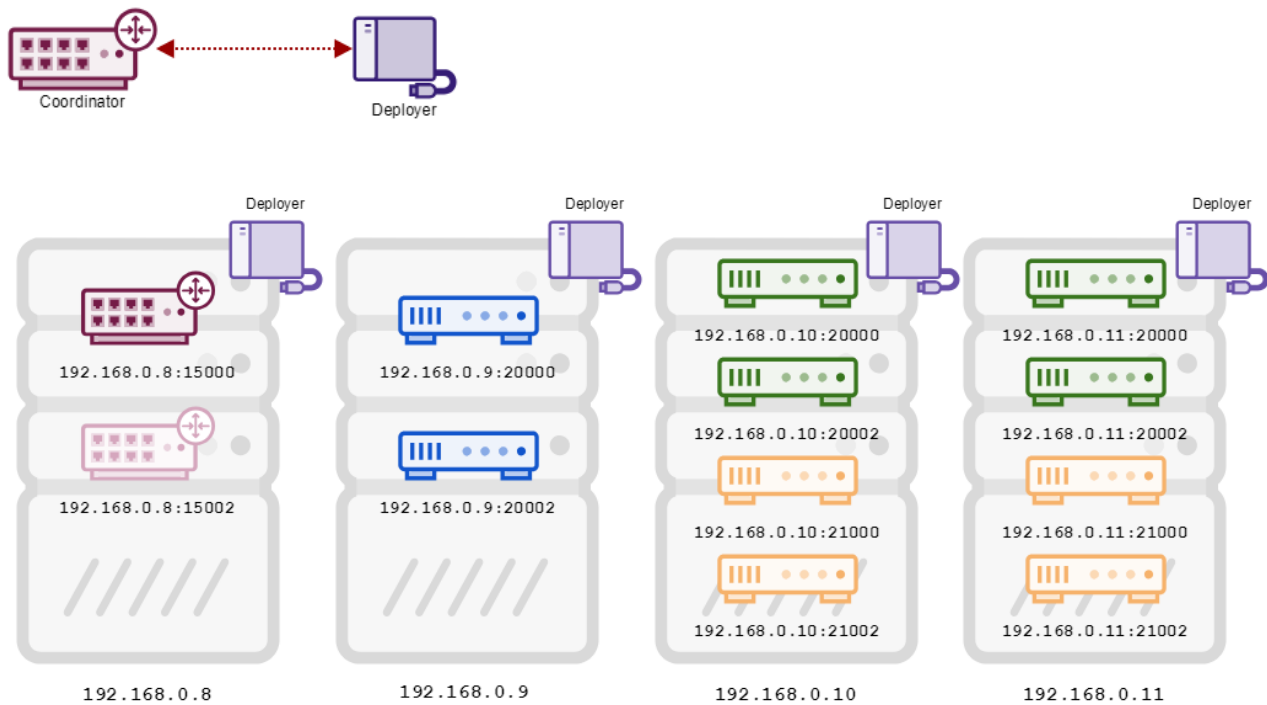 Coordinator
Deployer
Deployer
Deployer
Deployer
Deployer
192.168.0.8:15000
192.168.0.8:15002
192.168.0.8
192.168.0.9:20000
192.168.0.9:20002
192.168.0.9
192.168.0.10:20000
192.168.0.10:20002
192.168.0.10:21000
192.168.0.10:21002
192.168.0.10
192.168.0.11:20000
192.168.0.11:20002
192.168.0.11:21000
192.168.0.11:21002
192.168.0.11